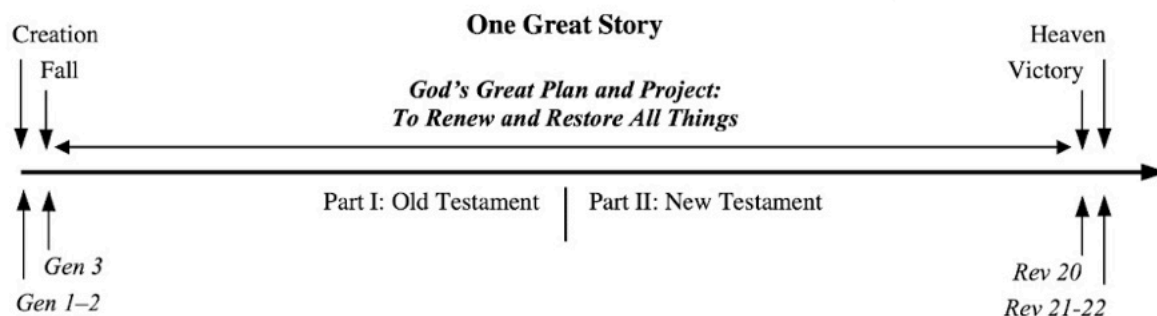 One Great Story
Creation
Fall
Heaven
Victory
God's Great Plan and Project:
To Renew and Restore All Things
Part I: Old Testament
Part II: New Testament
Gen 3
Gen 1–2
Rev 20
Rev 21-22